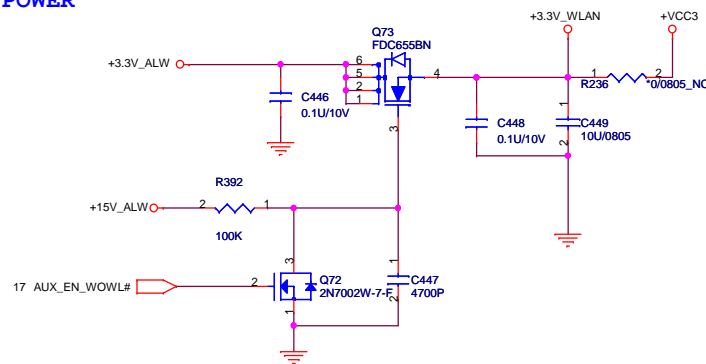 POWER
+3.3V_WLAN
+VCC3
Q73
FDC655BN
+3.3V_ALW
6
5
2
1
4
3
C446
0.1U/10V
C448
0.1U/10V
1
2
C449
10U/0805
1
R236
2
*0/0805_NC
R392
+15V_ALW
2
1
100K
17 AUX_EN_WOWL#
2
3
1
Q72
2N7002W-7-F
1
2
C447
4700P